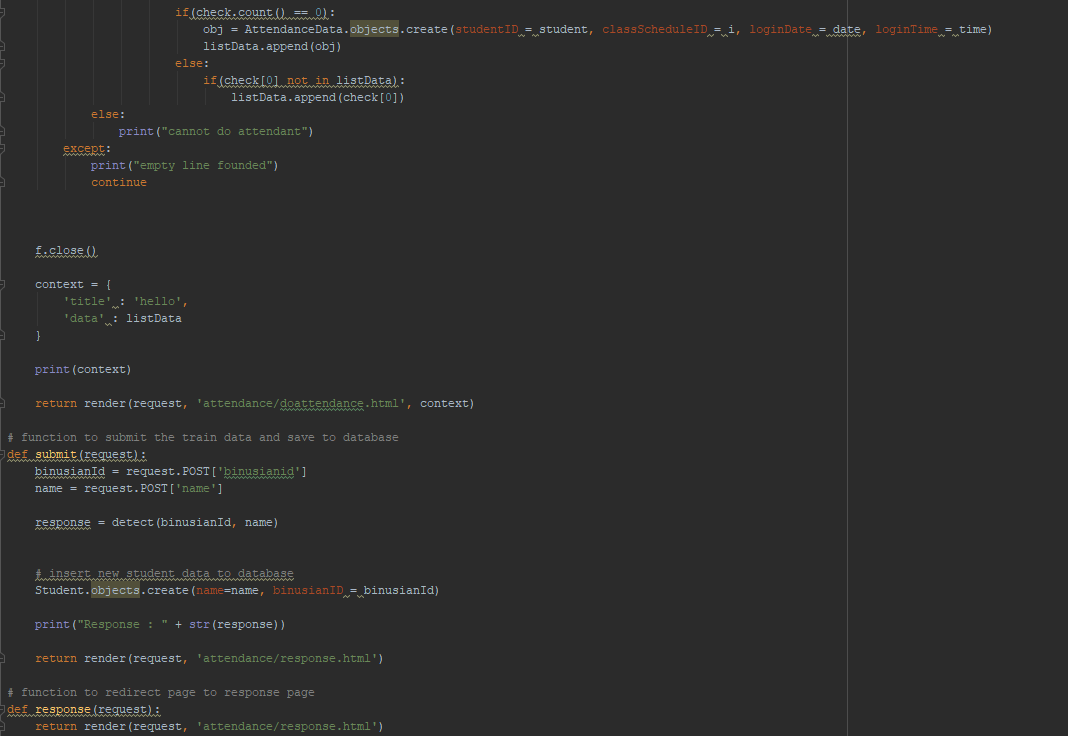 if(check.count() == 0):
obj = AttendanceData.objects.create(studentID = student, classScheduleID = i, loginDate = date, loginTime = time)
listData.append(obj)
else:
if(check[0] not in listData):
listData.append(check[0])
else:
print("cannot do attendant")
except:
print("empty line founded")
continue
f.close()
context = {
'title' : 'hello',
'data' : listData
}
print(context)
return render(request, 'attendance/doattendance.html', context)
# function to submit the train data and save to database
def submit(request):
binusianId = request.POST['binusianid']
name = request.POST['name']
response = detect(binusianId, name)
# insert new student data to database
Student.objects.create(name=name, binusianID = binusianId)
print("Response : " + str(response))
return render(request, 'attendance/response.html')
# function to redirect page to response page
def response(request):
return render(request, 'attendance/response.html')